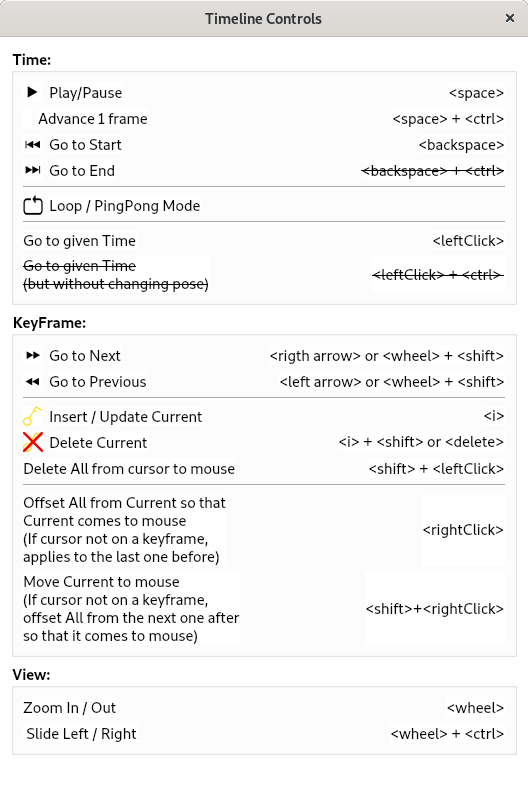 Timeline Controls
Time:
Play/Pause <space>
Advance 1 frame <space> + <ctrl>
Go to Start <backspace>
Go to End <backspace> + <ctrl>
Loop / PingPong Mode
Go to given Time <leftClick>
Go to given Time
(but without changing pose) <leftClick> + <ctrl>
KeyFrame:
Go to Next <rigth arrow> or <wheel> + <shift>
Go to Previous <left arrow> or <wheel> + <shift>
Insert / Update Current <i>
Delete Current <i> + <shift> or <delete>
Delete All from cursor to mouse <shift> + <leftClick>
Offset All from Current so that
Current comes to mouse
(If cursor not on a keyframe,
applies to the last one before) <rightClick>
Move Current to mouse
(If cursor not on a keyframe,
offset All from the next one after
so that it comes to mouse) <shift>+<rightClick>
View:
Zoom In / Out <wheel>
Slide Left / Right <wheel> + <ctrl>